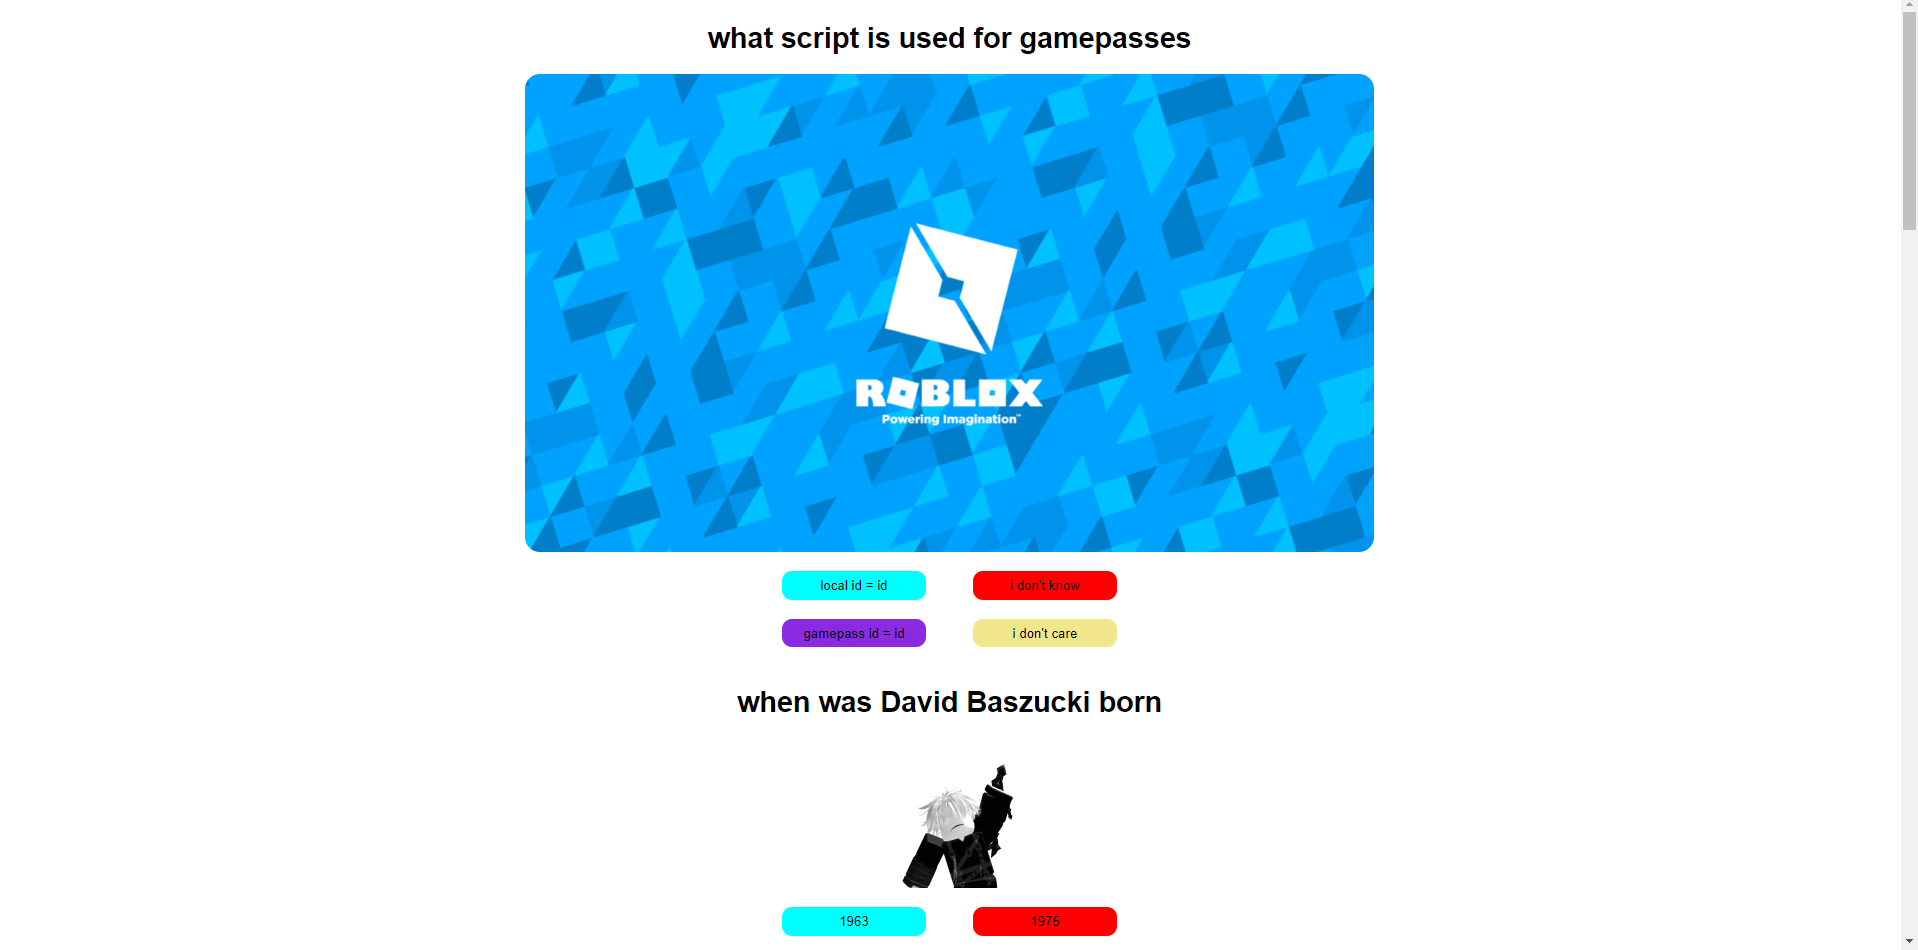 what script is used for gamepasses
ROBLOX
Powering Imagination™
local id = id
i don't know
gamepass id = id
i don't care
when was David Baszucki born
1963
1975